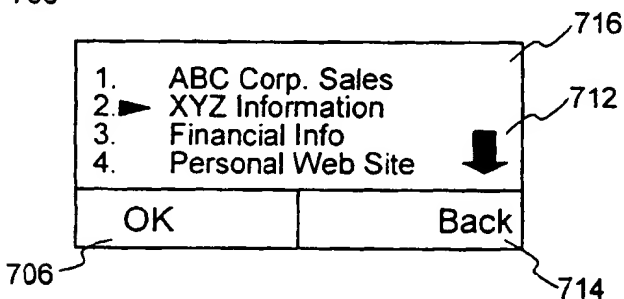 716
1. ABC Corp. Sales
2. XYZ Information
712
3. Financial Info
4. Personal Web Site
OK Back
706
714